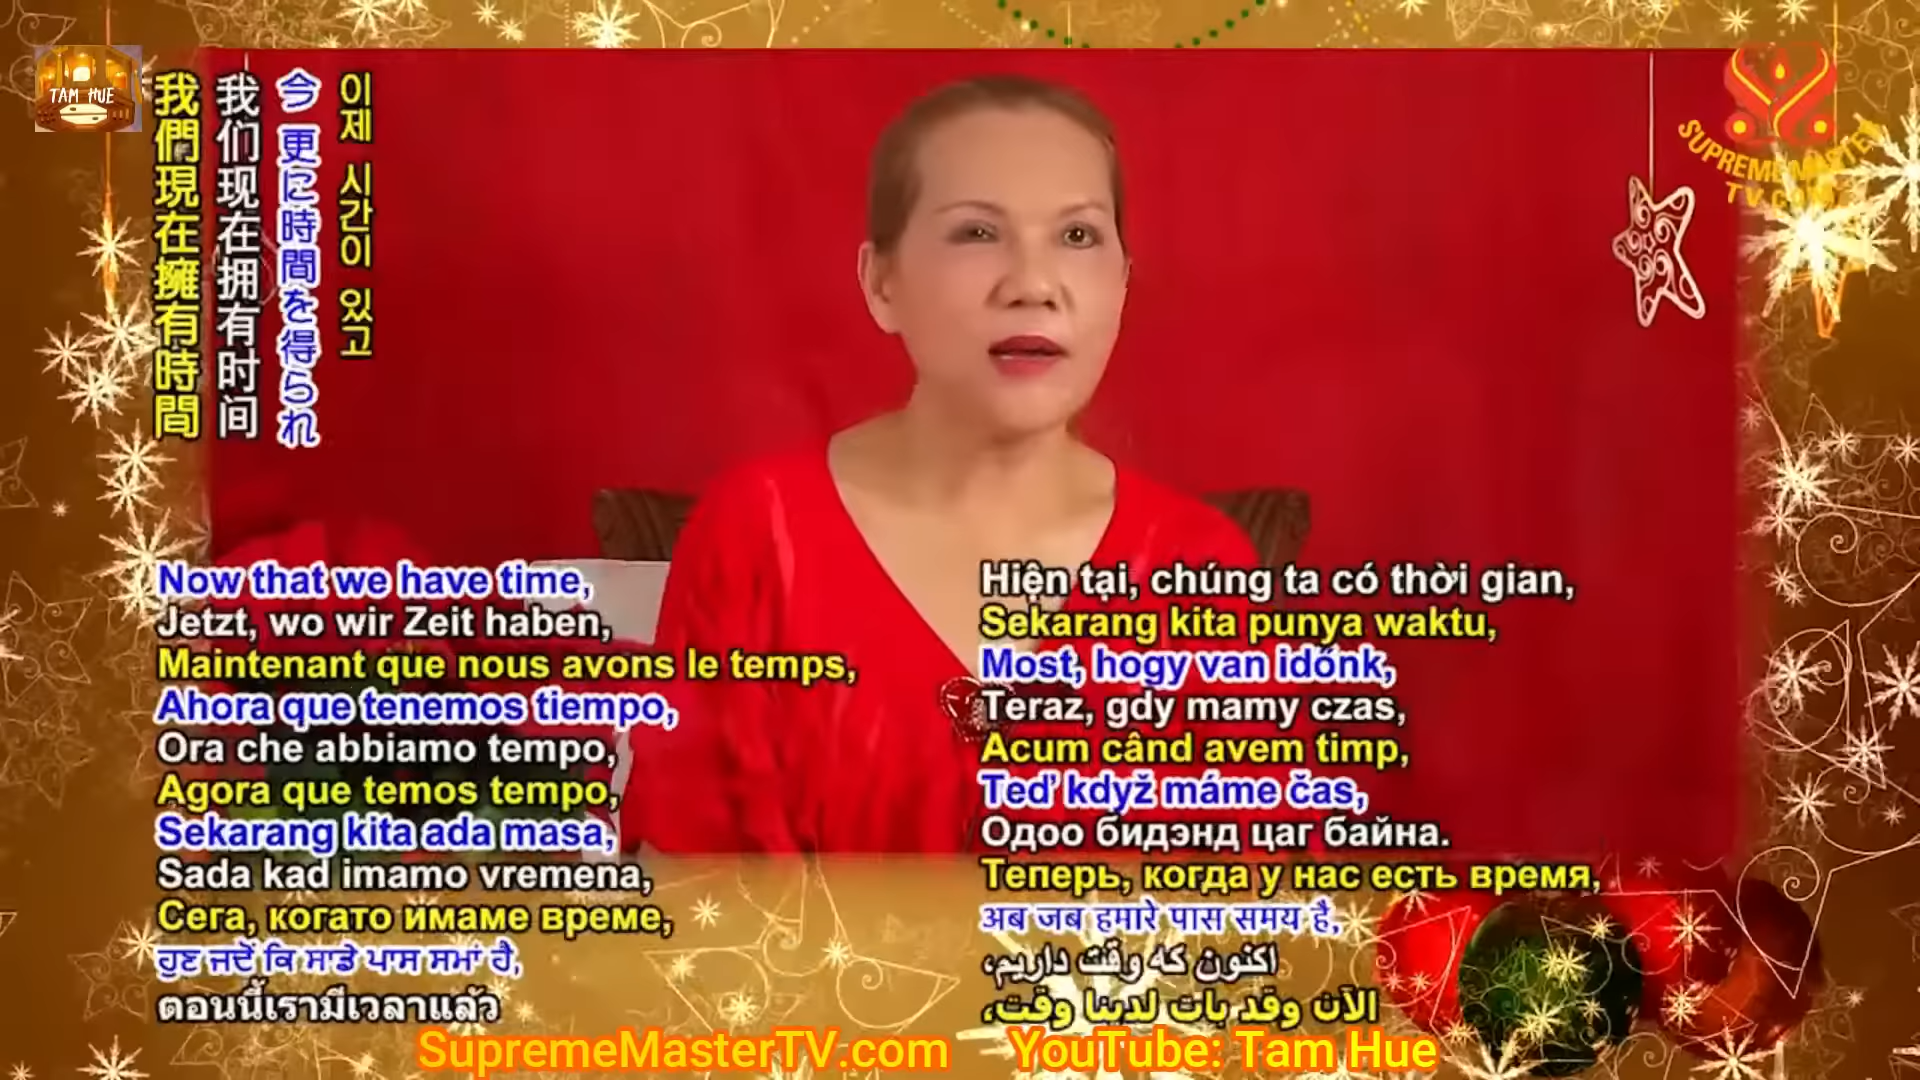 TAM HUE
我們現在擁有時間
我们现在拥有时间
今 更に時間を得られ
이제 시간이 있고
SUPREME MASTER
TV.COM
Now that we have time,
Jetzt, wo wir Zeit haben,
Maintenant que nous avons le temps,
Ahora que tenemos tiempo,
Ora che abbiamo tempo,
Agora que temos tempo,
Sekarang kita ada masa,
Sada kad imamo vremena,
Сега, когато имаме време,
ਹੁਣ ਜਦੋਂ ਕਿ ਸਾਡੇ ਪਾਸ ਸਮਾਂ ਹੈ,
ตอนนี้เรามีเวลาแล้ว
Hiện tại, chúng ta có thời gian,
Sekarang kita punya waktu,
Most, hogy van időnk,
Teraz, gdy mamy czas,
Acum când avem timp,
Teď když máme čas,
Одоо бидэнд цаг байна.
Теперь, когда у нас есть время,
अब जब हमारे पास समय है,
اکنون که وقت داریم،
الآن وقد بات لدينا وقت،
SupremeMasterTV.com YouTube: Tam Hue